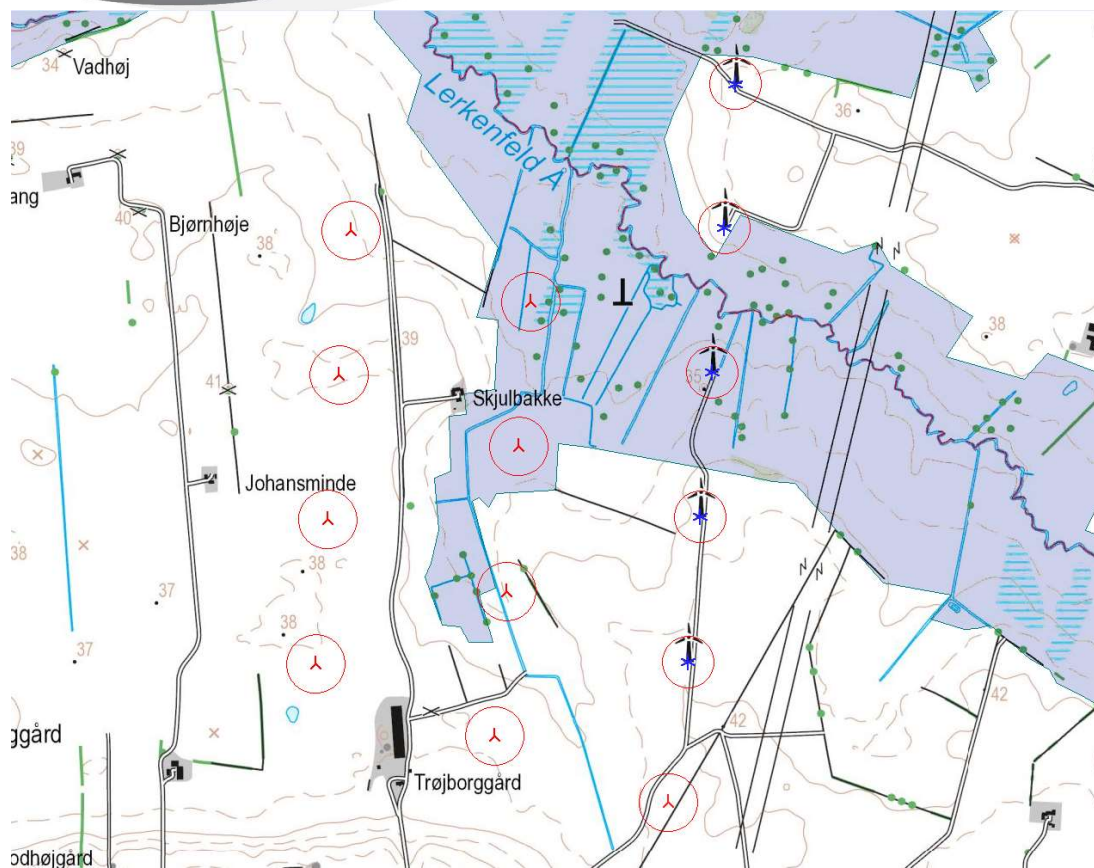 34
Vadhøj
Lerkenfeld Å
36
39
ang
40
Bjørnhøje
38
N N
38
39
41
35
Skjulbakke
Johansminde
38
38
N N
37
38
37
42
42
ggård
Trøjborggård
odhøjgård